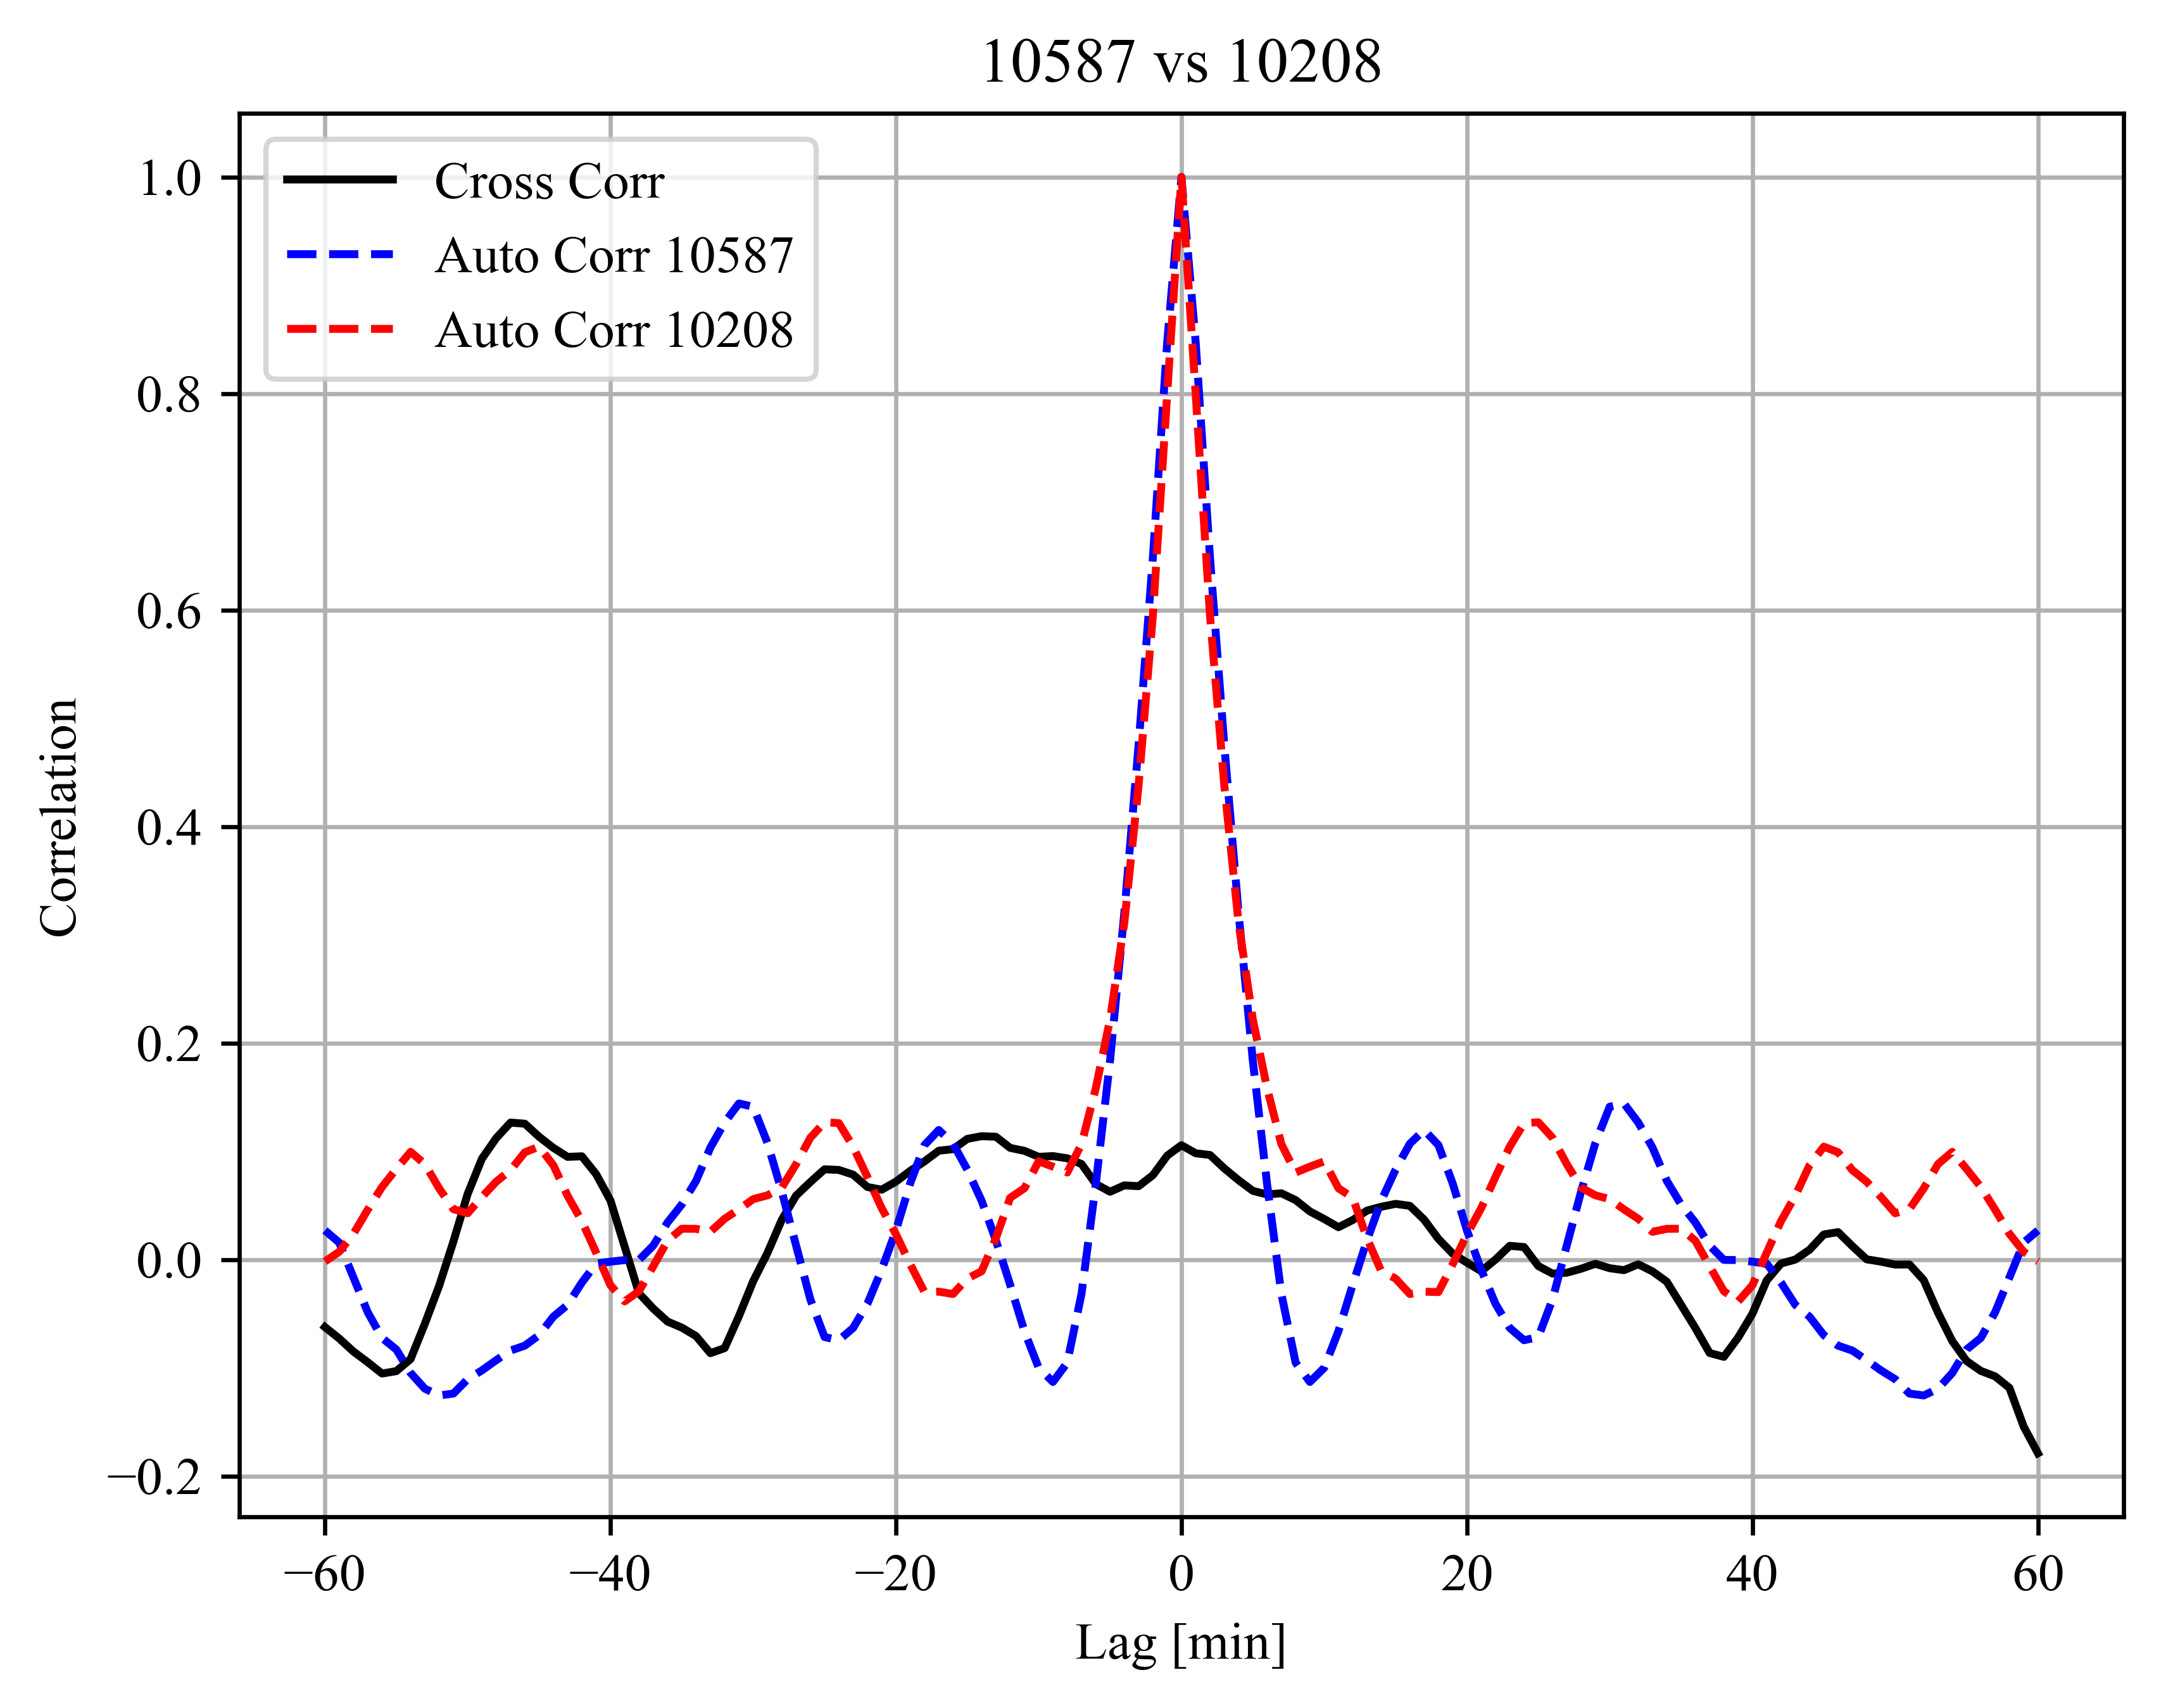 10587 vs 10208
Cross Corr
Auto Corr 10587
Auto Corr 10208
1.0
0.8
0.6
0.4
0.2
0.0
−0.2
Correlation
−60
−40
−20
0
20
40
60
Lag [min]